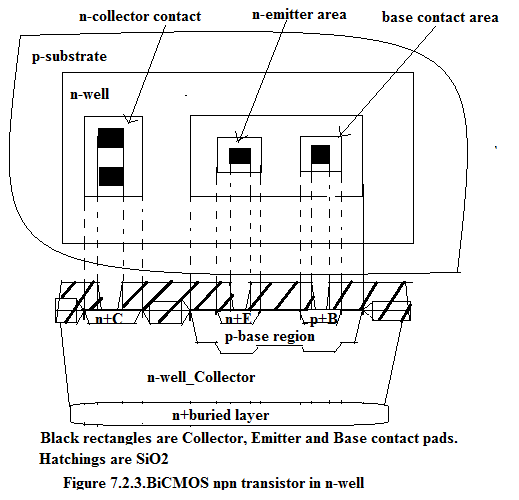 n-collector contact
n-emitter area
base contact area
p-substrate
n-well
n+C
n+E
p+B
p-base region
n-well_Collector
n+buried layer
Black rectangles are Collector, Emitter and Base contact pads.
Hatchings are SiO2
Figure 7.2.3.BiCMOS npn transistor in n-well